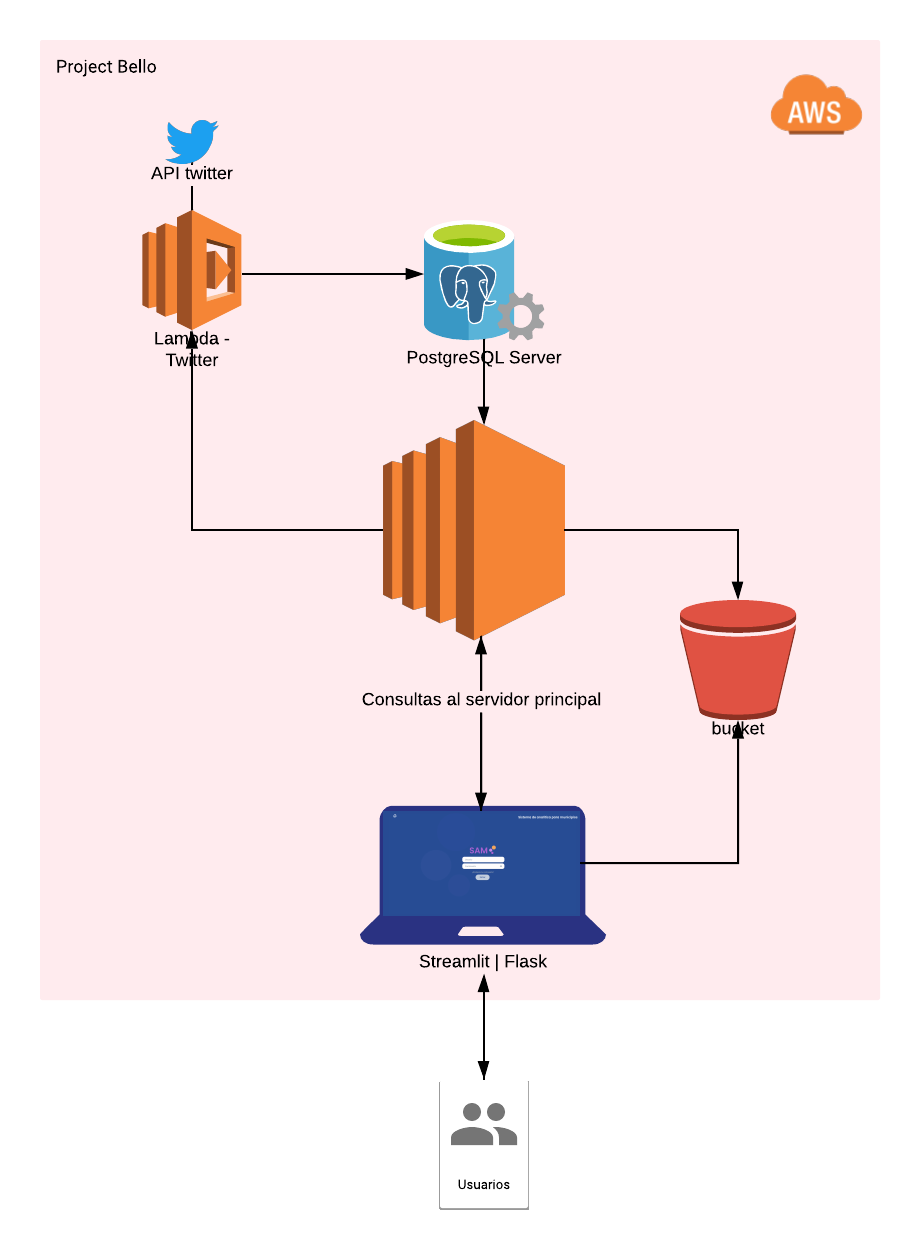 Project Bello
AWS
API twitter
Lambda -
Twitter
PostgreSQL Server
Consultas al servidor principal
bucket
Sistema de analítica para municipios
SAM
Streamlit | Flask
Usuarios